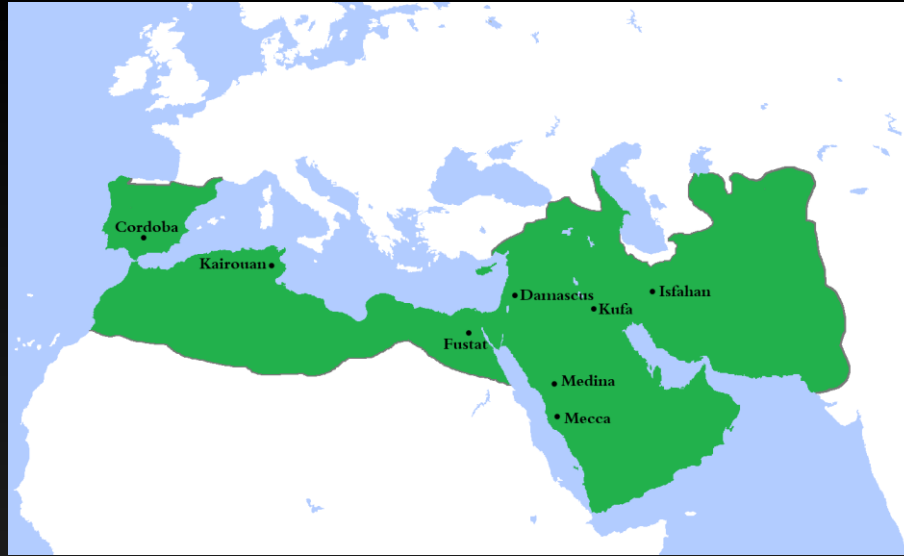 Cordoba
Kairouan
Damascus
Isfahan
Kufa
Fustat
Medina
Mecca